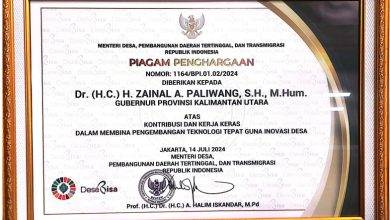 MENTERI DESA, PEMBANGUNAN DAERAH TERTINGGAL, DAN TRANSMIGRASI
REPUBLIK INDONESIA
PIAGAM PENGHARGAAN
NOMOR: 1164/BPI.01.02/2024
DIBERIKAN KEPADA
Dr. (H.C.) H. ZAINAL A. PALIWANG, S.H., M.Hum.
GUBERNUR PROVINSI KALIMANTAN UTARA
ATAS
KONTRIBUSI DAN KERJA KERAS
DALAM MEMBINA PENGEMBANGAN TEKNOLOGI TEPAT GUNA INOVASI DESA
JAKARTA, 14 JULI 2024
MENTERI DESA,
PEMBANGUNAN DAERAH TERTINGGAL, DAN TRANSMIGRASI
REPUBLIK INDONESIA
DesaBisa
Prof. (H.C) Dr. (H.C) A. HALIM ISKANDAR, M.Pd